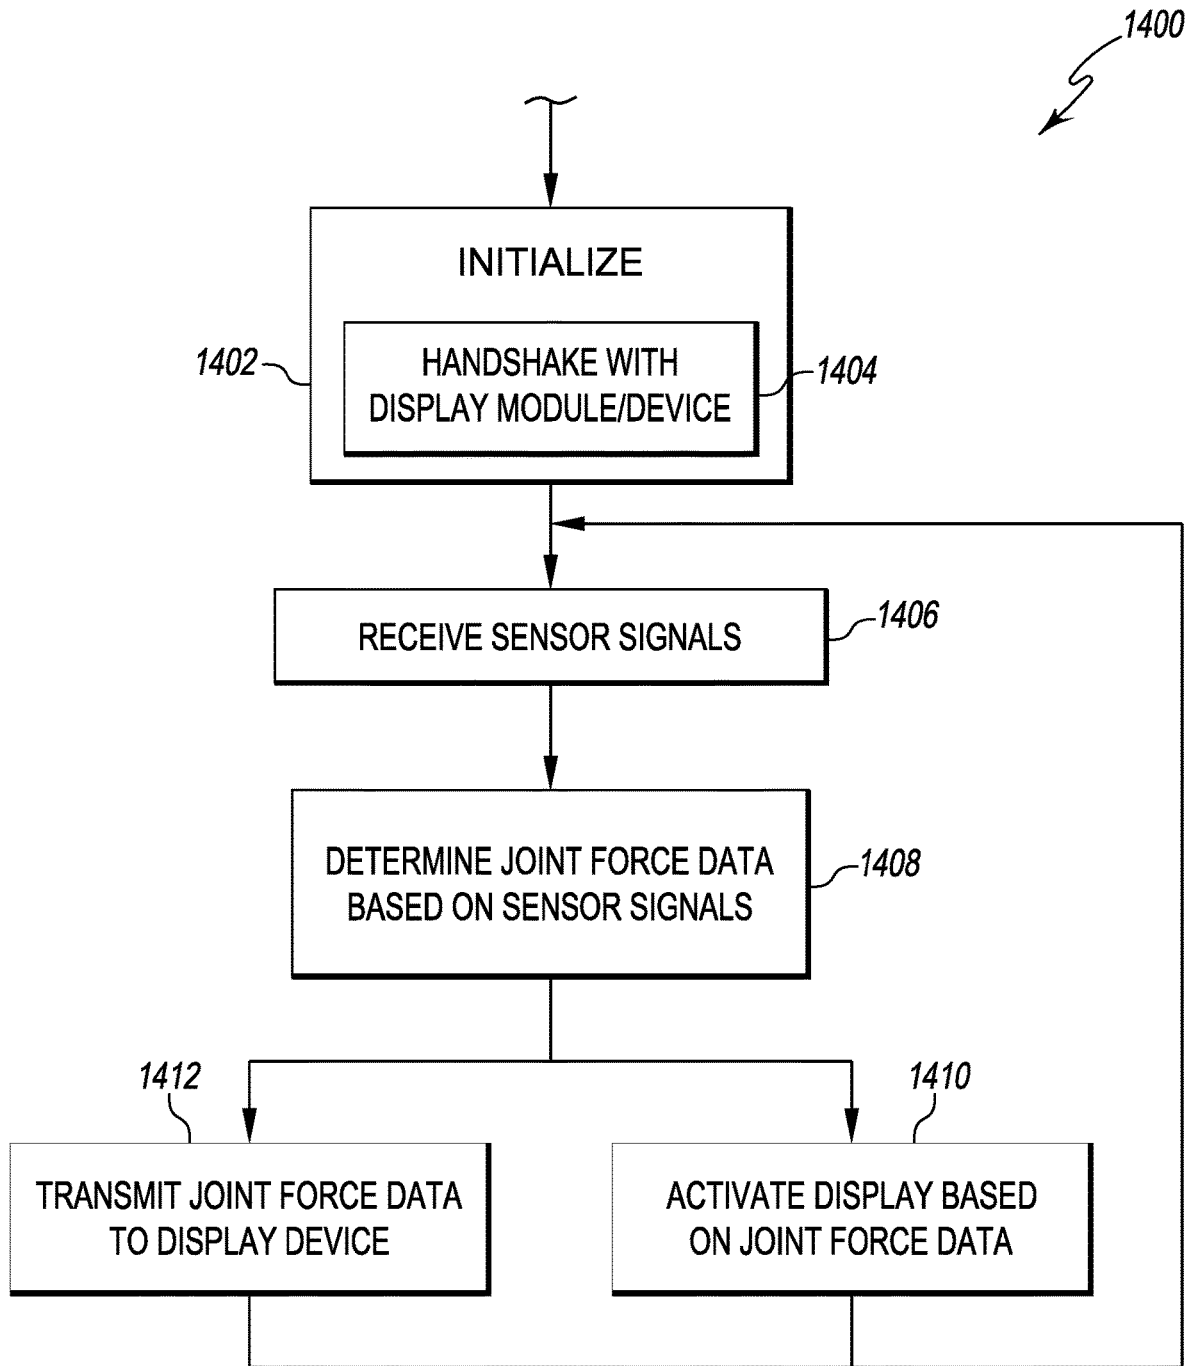 1400
INITIALIZE
1402
HANDSHAKE WITH
DISPLAY MODULE/DEVICE
1404
RECEIVE SENSOR SIGNALS
1406
DETERMINE JOINT FORCE DATA
BASED ON SENSOR SIGNALS
1408
1412
TRANSMIT JOINT FORCE DATA
TO DISPLAY DEVICE
1410
ACTIVATE DISPLAY BASED
ON JOINT FORCE DATA